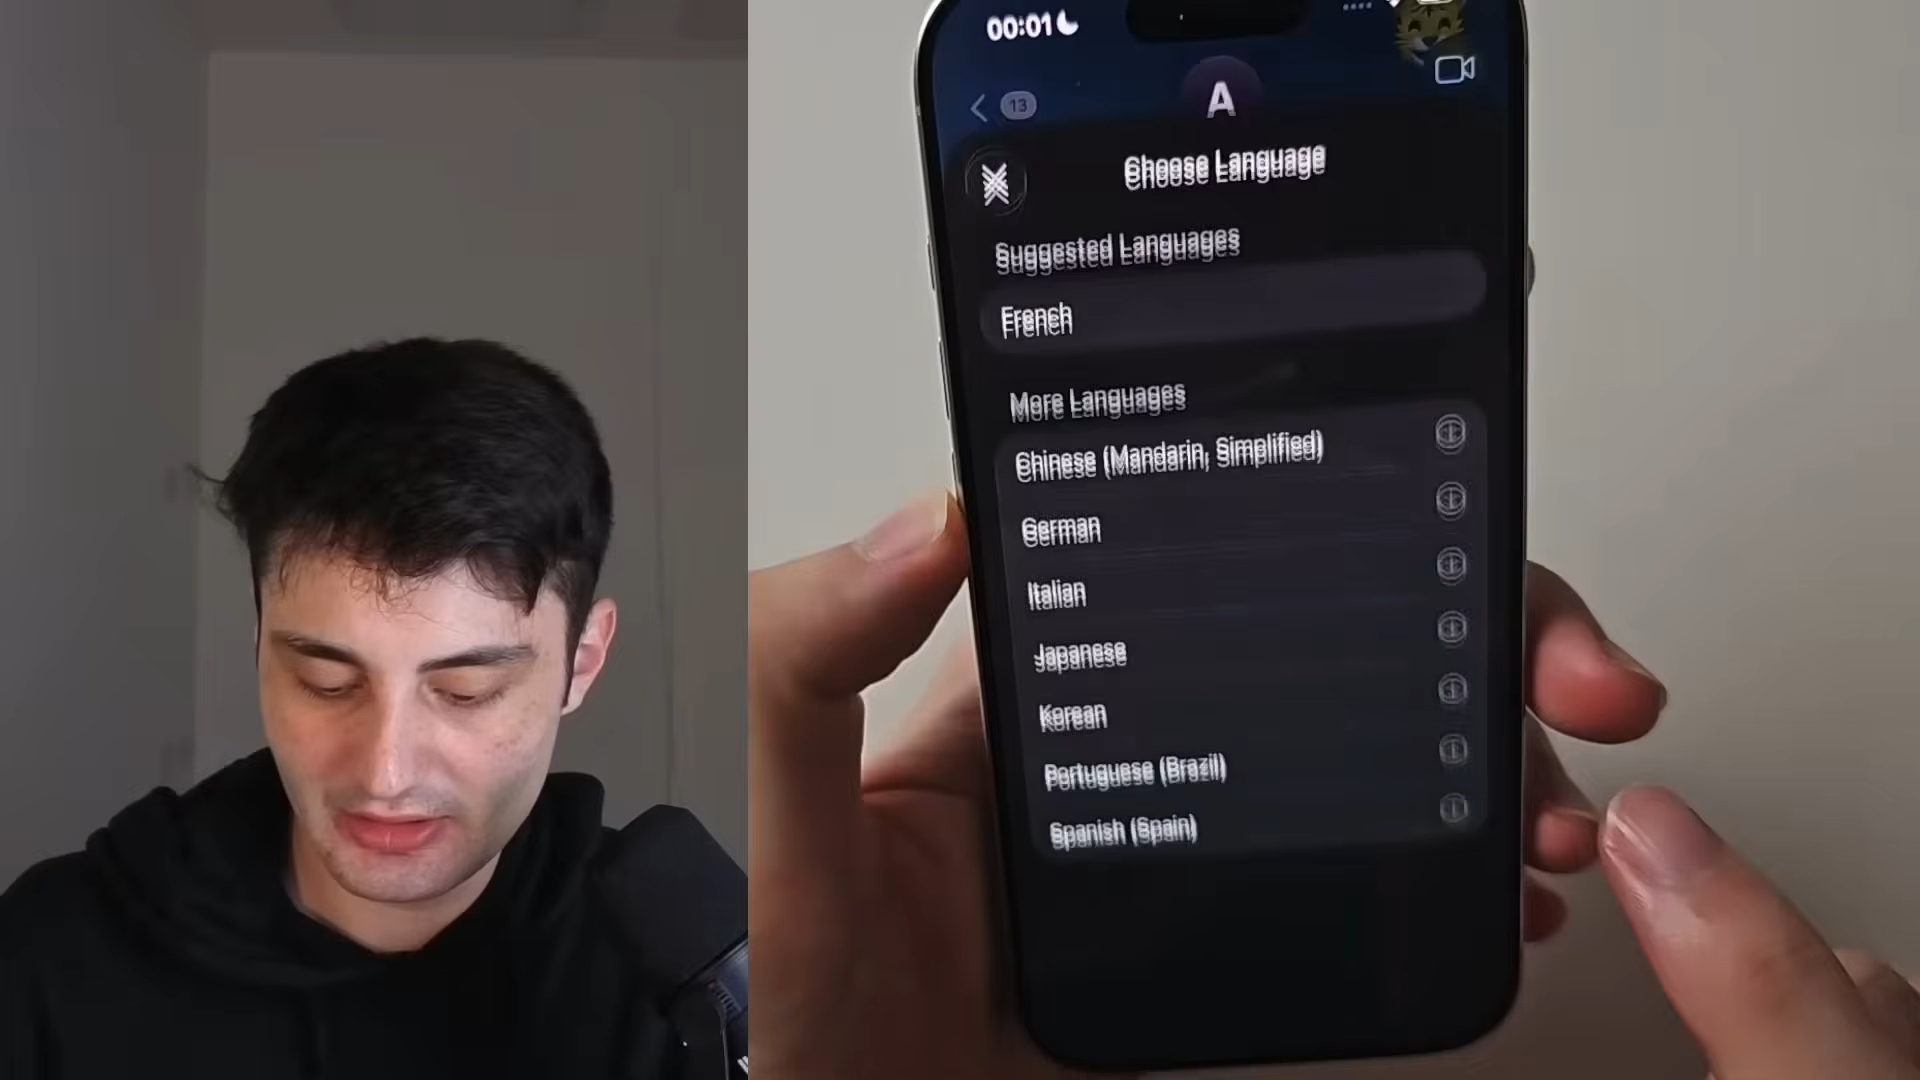 00:01
13
A
Choose Language
Suggested Languages
French
More Languages
Chinese (Mandarin, Simplified)
German
Italian
Japanese
Korean
Portuguese (Brazil)
Spanish (Spain)